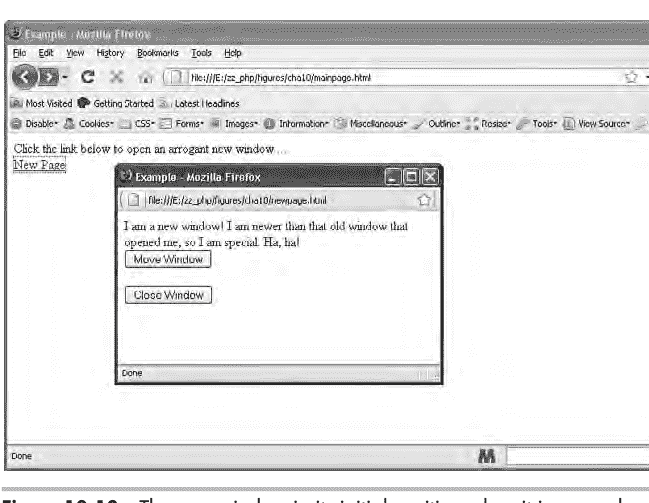 Example - Mozilla Firefox
File Edit View History Bookmarks Tools Help
file:///E:/zz_php/figures/cha10/mainpage.html
Most Visited Getting Started Latest Headlines
Disable Cookies CSS Forms Images Information Miscellaneous Outline Resize Tools View Source
Click the link below to open an arrogant new window...
New Page
Example - Mozilla Firefox
file:///E:/zz_php/figures/cha10/newpage.html
I am a new window! I am newer than that old window that
opened me, so I am special. Ha, ha!
Move Window
Close Window
Done
Done